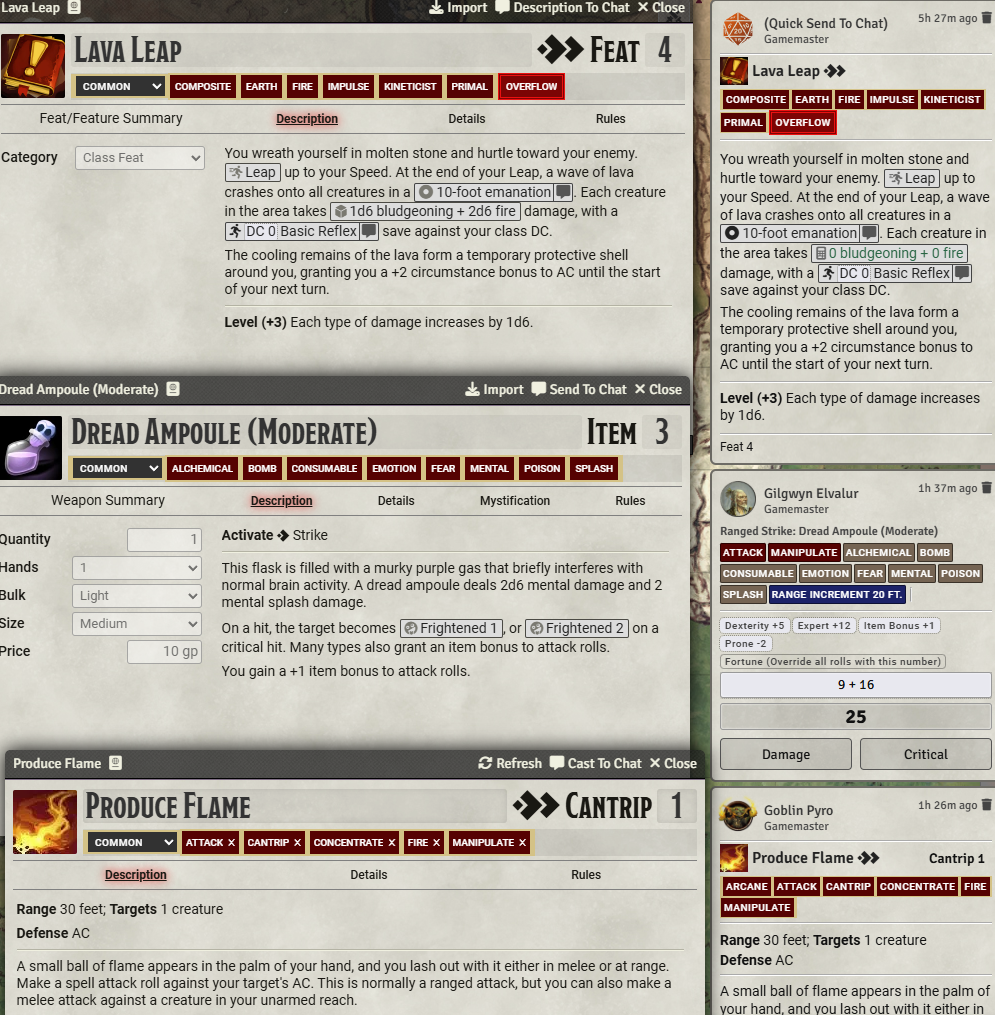 Lava Leap
Import Description To Chat Close
LAVA LEAP
FEAT 4
COMMON COMPOSITE EARTH FIRE IMPULSE KINETICIST PRIMAL OVERFLOW
Feat/Feature Summary Description Details Rules
Category Class Feat
You wreath yourself in molten stone and hurtle toward your enemy.
Leap up to your Speed. At the end of your Leap, a wave of lava
crashes onto all creatures in a 10-foot emanation. Each creature
in the area takes 1d6 bludgeoning + 2d6 fire damage, with a
DC 0 Basic Reflex save against your class DC.
The cooling remains of the lava form a temporary protective shell
around you, granting you a +2 circumstance bonus to AC until the start
of your next turn.
Level (+3) Each type of damage increases by 1d6.
Dread Ampoule (Moderate)
Import Send To Chat Close
DREAD AMPOULE (MODERATE)
ITEM 3
COMMON ALCHEMICAL BOMB CONSUMABLE EMOTION FEAR MENTAL POISON SPLASH
Weapon Summary Description Details Mystification Rules
Quantity 1
Hands 1
Bulk Light
Size Medium
Price 10 gp
Activate Strike
This flask is filled with a murky purple gas that briefly interferes with
normal brain activity. A dread ampoule deals 2d6 mental damage and 2
mental splash damage.
On a hit, the target becomes Frightened 1, or Frightened 2 on a
critical hit. Many types also grant an item bonus to attack rolls.
You gain a +1 item bonus to attack rolls.
Produce Flame
Refresh Cast To Chat Close
PRODUCE FLAME
CANTRIP 1
COMMON ATTACK X CANTRIP X CONCENTRATE X FIRE X MANIPULATE X
Description Details Rules
Range 30 feet; Targets 1 creature
Defense AC
A small ball of flame appears in the palm of your hand, and you lash out with it either in melee or at range.
Make a spell attack roll against your target's AC. This is normally a ranged attack, but you can also make a
melee attack against a creature in your unarmed reach.
(Quick Send To Chat)
5h 27m ago
Gamemaster
Lava Leap
COMPOSITE EARTH FIRE IMPULSE KINETICIST
PRIMAL OVERFLOW
You wreath yourself in molten stone and
hurtle toward your enemy. Leap up to
your Speed. At the end of your Leap, a wave
of lava crashes onto all creatures in a
10-foot emanation. Each creature in
the area takes 0 bludgeoning + 0 fire
damage, with a DC 0 Basic Reflex
save against your class DC.
The cooling remains of the lava form a
temporary protective shell around you,
granting you a +2 circumstance bonus to
AC until the start of your next turn.
Level (+3) Each type of damage increases
by 1d6.
Feat 4
Gilgwyn Elvalur
1h 37m ago
Gamemaster
Ranged Strike: Dread Ampoule (Moderate)
ATTACK MANIPULATE ALCHEMICAL BOMB
CONSUMABLE EMOTION FEAR MENTAL POISON
SPLASH RANGE INCREMENT 20 FT.
Dexterity +5 Expert +12 Item Bonus +1
Prone -2
Fortune (Override all rolls with this number)
9 + 16
25
Damage Critical
Goblin Pyro
1h 26m ago
Gamemaster
Produce Flame Cantrip 1
ARCANE ATTACK CANTRIP CONCENTRATE FIRE
MANIPULATE
Range 30 feet; Targets 1 creature
Defense AC
A small ball of flame appears in the palm of
your hand, and you lash out with it either in